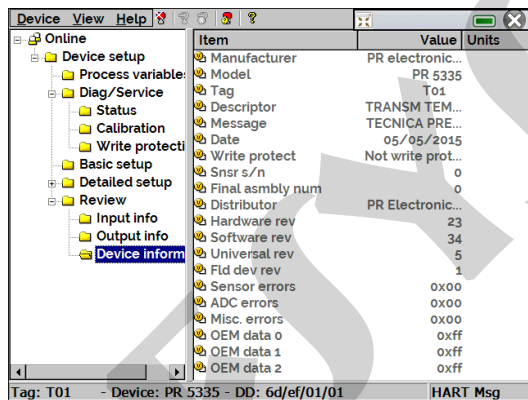 Device View Help
Online
Device setup
Process variable
Diag/Service
Status
Calibration
Write protecti
Basic setup
Detailed setup
Review
Input info
Output info
Device inform
Item Value Units
Manufacturer PR electronic...
Model PR 5335
Tag T01
Descriptor TRANSM TEM...
Message TECNICA PRE...
Date 05/05/2015
Write protect Not write prot...
Snsr s/n 0
Final asmbly num 0
Distributor PR Electronic...
Hardware rev 23
Software rev 34
Universal rev 5
Fld dev rev 1
Sensor errors 0x00
ADC errors 0x00
Misc. errors 0x00
OEM data 0 0xff
OEM data 1 0xff
OEM data 2 0xff
Tag: T01 - Device: PR 5335 - DD: 6d/ef/01/01 HART Msg